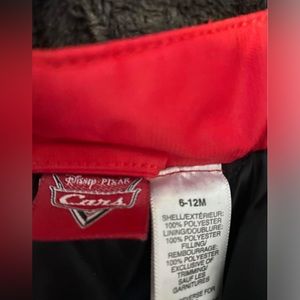 Disney·PIXAR
Cars
6-12M
SHELL/EXTÉRIEUR:
100% POLYESTER
LINING/DOUBLURE:
100% POLYESTER
FILLING/
REMBOURRAGE:
100% POLYESTER
EXCLUSIVE OF
TRIMMING/
SAUF LES
GARNITURES